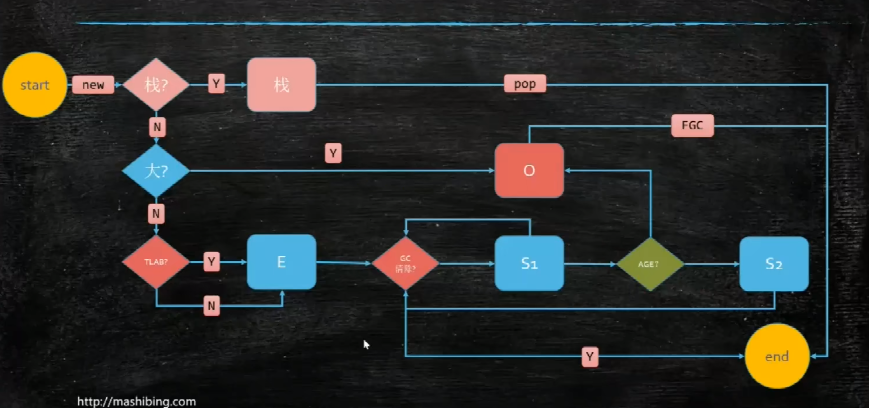 start
new
栈?
Y
栈
pop
N
FGC
Y
大?
O
N
TLAB?
Y
E
GC
清除?
S1
AGE?
S2
N
Y
end
http://mashibing.com